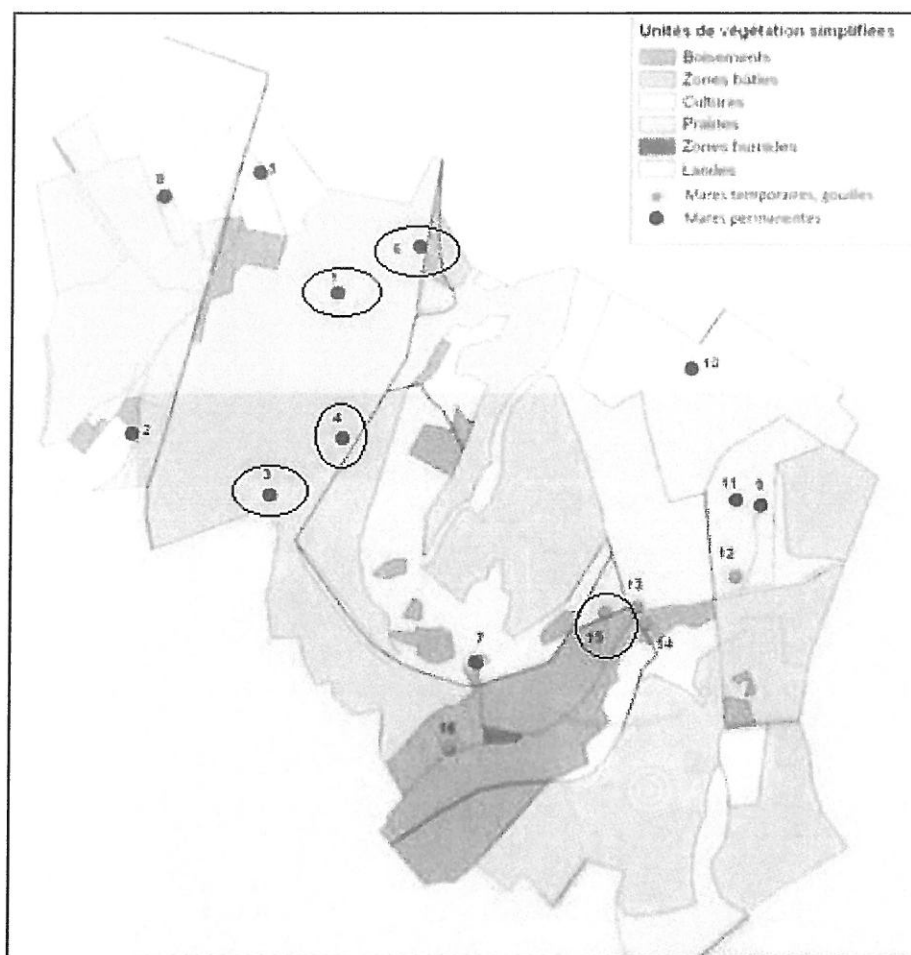 Unités de végétation simplifiées
Boisements
Zones bâties
Cultures
Prairies
Zones humides
Landes
Mares temporaires, gouilles
Mares permanentes
8
5
6
1
10
4
2
3
11
9
12
13
15
14
7
16